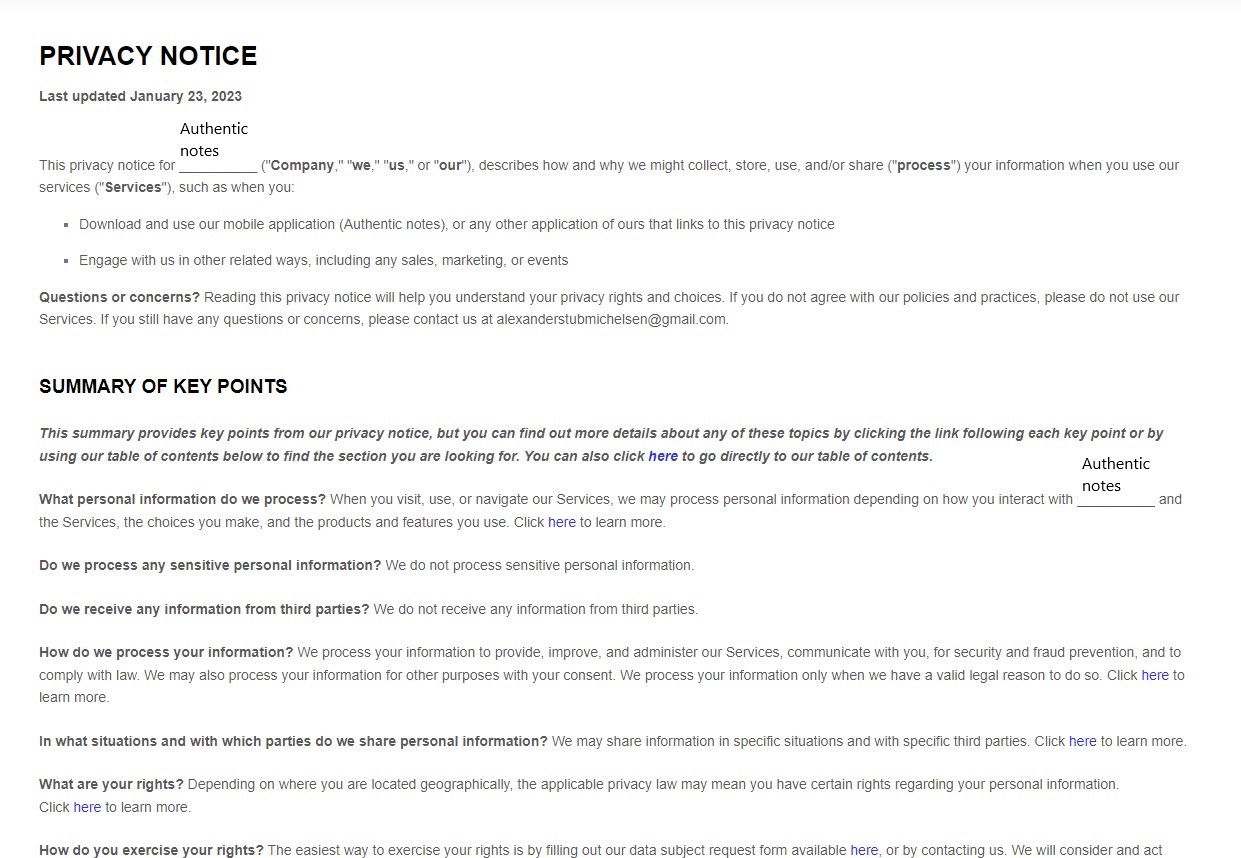 PRIVACY NOTICE
Last updated January 23, 2023
Authentic
notes
This privacy notice for __________ ("Company," "we," "us," or "our"), describes how and why we might collect, store, use, and/or share ("process") your information when you use our
services ("Services"), such as when you:
▪ Download and use our mobile application (Authentic notes), or any other application of ours that links to this privacy notice
▪ Engage with us in other related ways, including any sales, marketing, or events
Questions or concerns? Reading this privacy notice will help you understand your privacy rights and choices. If you do not agree with our policies and practices, please do not use our
Services. If you still have any questions or concerns, please contact us at alexanderstubmichelsen@gmail.com.
SUMMARY OF KEY POINTS
This summary provides key points from our privacy notice, but you can find out more details about any of these topics by clicking the link following each key point or by
using our table of contents below to find the section you are looking for. You can also click here to go directly to our table of contents.
Authentic
notes
What personal information do we process? When you visit, use, or navigate our Services, we may process personal information depending on how you interact with __________ and
the Services, the choices you make, and the products and features you use. Click here to learn more.
Do we process any sensitive personal information? We do not process sensitive personal information.
Do we receive any information from third parties? We do not receive any information from third parties.
How do we process your information? We process your information to provide, improve, and administer our Services, communicate with you, for security and fraud prevention, and to
comply with law. We may also process your information for other purposes with your consent. We process your information only when we have a valid legal reason to do so. Click here to
learn more.
In what situations and with which parties do we share personal information? We may share information in specific situations and with specific third parties. Click here to learn more.
What are your rights? Depending on where you are located geographically, the applicable privacy law may mean you have certain rights regarding your personal information.
Click here to learn more.
How do you exercise your rights? The easiest way to exercise your rights is by filling out our data subject request form available here, or by contacting us. We will consider and act